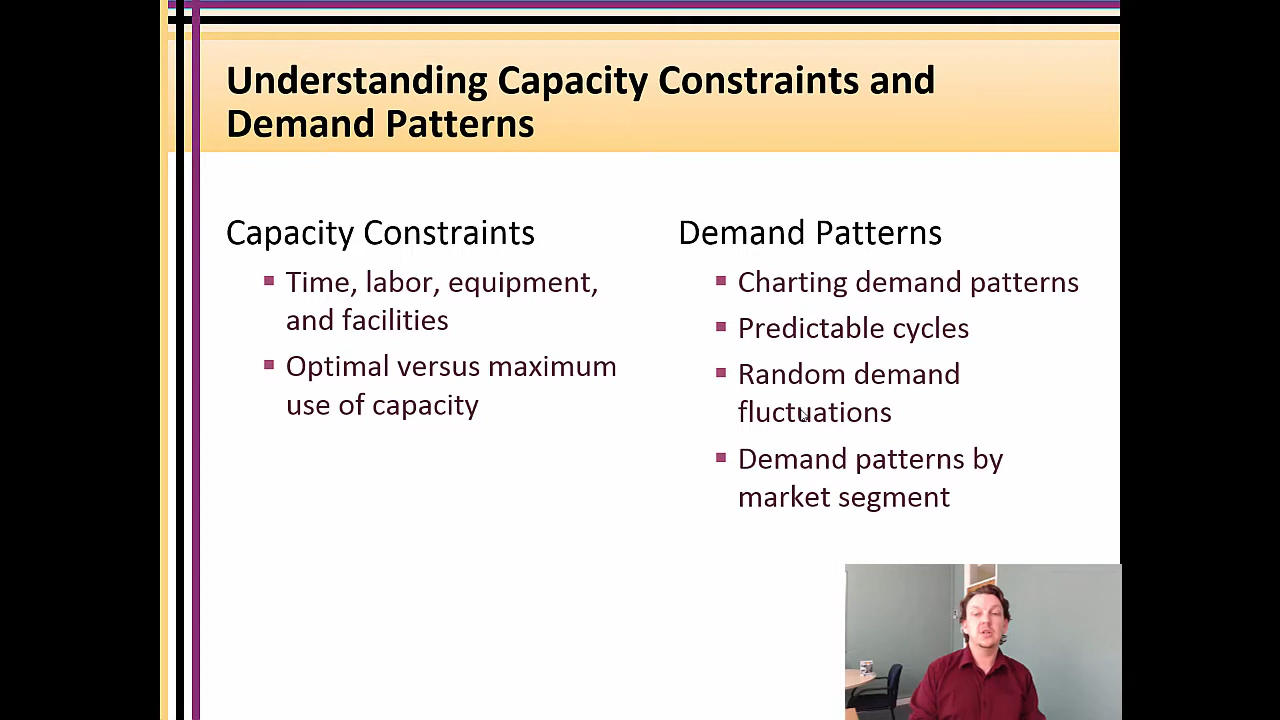 Understanding Capacity Constraints and
Demand Patterns
Capacity Constraints
Time, labor, equipment,
and facilities
Optimal versus maximum
use of capacity
Demand Patterns
Charting demand patterns
Predictable cycles
Random demand
fluctuations
Demand patterns by
market segment